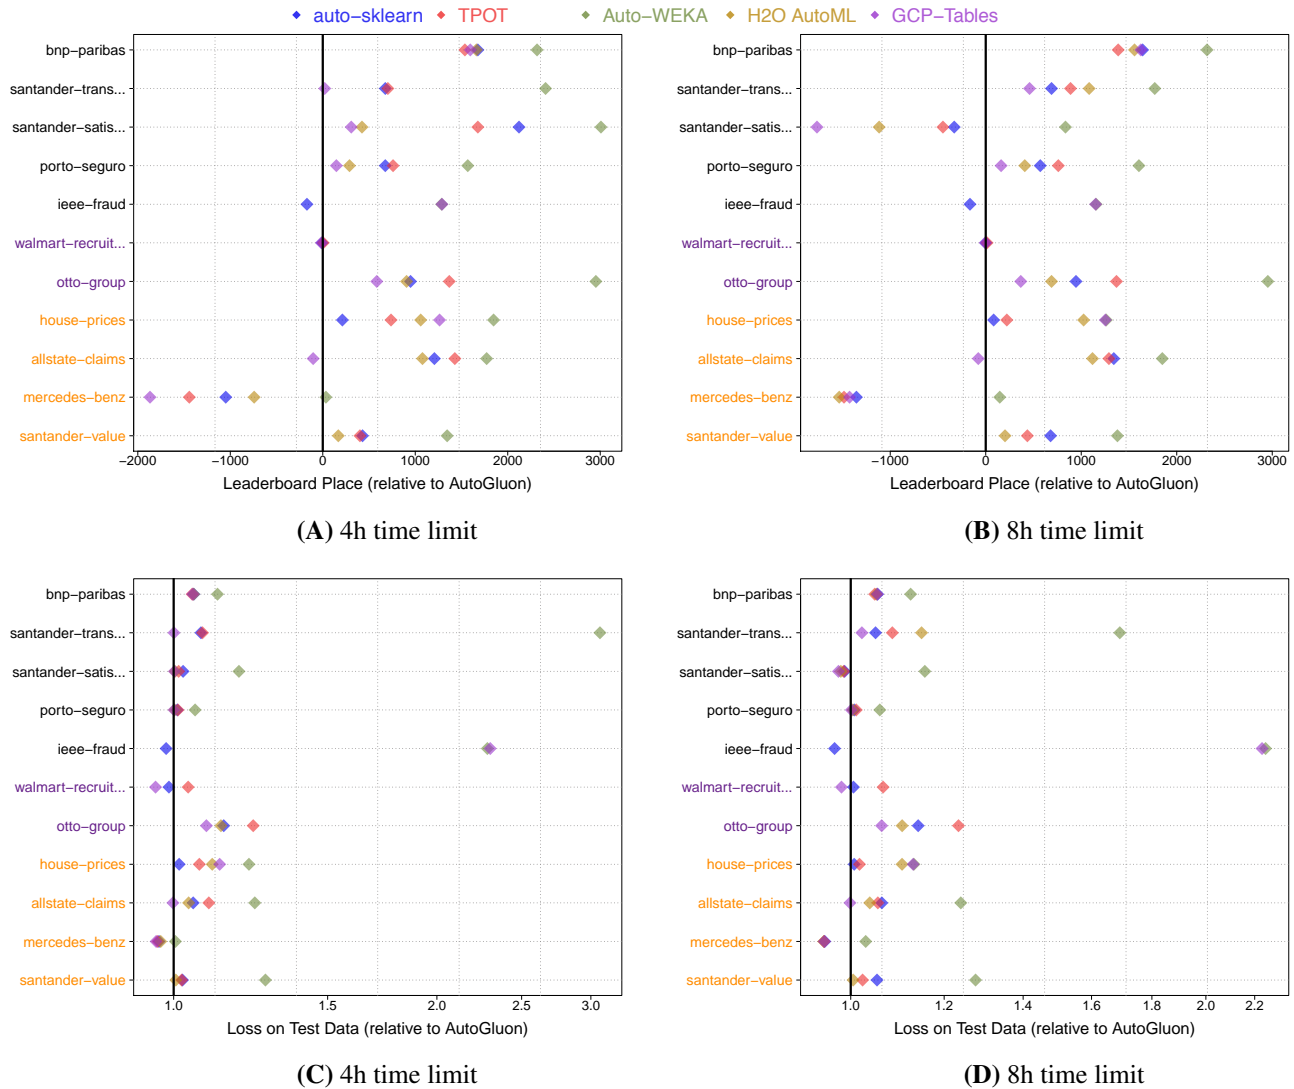 auto-sklearn TPOT Auto-WEKA H2O AutoML GCP-Tables
bnp-paribas
santander-trans...
santander-satis...
porto-seguro
ieee-fraud
walmart-recruit...
otto-group
house-prices
allstate-claims
mercedes-benz
santander-value
-2000 -1000 0 1000 2000 3000
Leaderboard Place (relative to AutoGluon)
(A) 4h time limit
bnp-paribas
santander-trans...
santander-satis...
porto-seguro
ieee-fraud
walmart-recruit...
otto-group
house-prices
allstate-claims
mercedes-benz
santander-value
-1000 0 1000 2000 3000
Leaderboard Place (relative to AutoGluon)
(B) 8h time limit
bnp-paribas
santander-trans...
santander-satis...
porto-seguro
ieee-fraud
walmart-recruit...
otto-group
house-prices
allstate-claims
mercedes-benz
santander-value
1.0 1.5 2.0 2.5 3.0
Loss on Test Data (relative to AutoGluon)
(C) 4h time limit
bnp-paribas
santander-trans...
santander-satis...
porto-seguro
ieee-fraud
walmart-recruit...
otto-group
house-prices
allstate-claims
mercedes-benz
santander-value
1.0 1.2 1.4 1.6 1.8 2.0 2.2
Loss on Test Data (relative to AutoGluon)
(D) 8h time limit